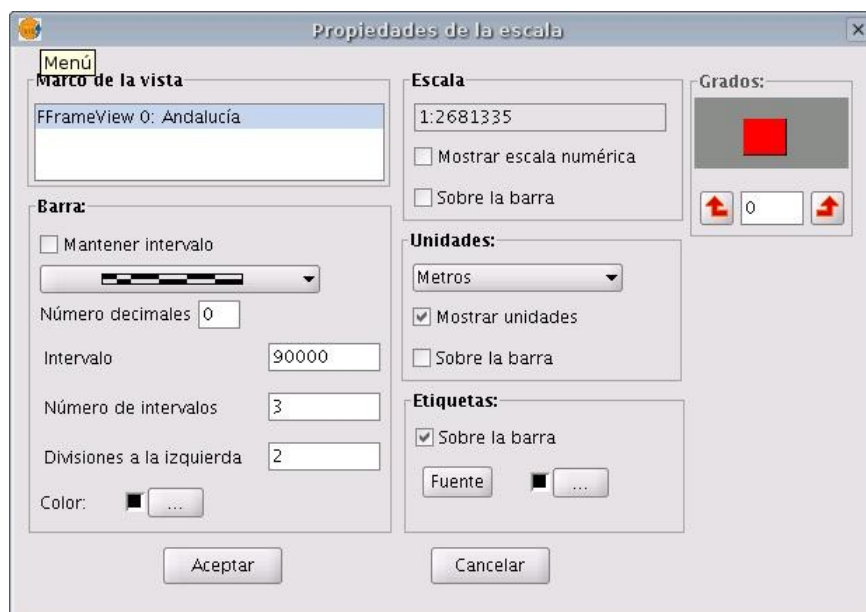 Propiedades de la escala
Menú
Marco de la vista
FFrameView 0: Andalucía
Barra:
Mantener intervalo
Número decimales 0
Intervalo 90000
Número de intervalos 3
Divisiones a la izquierda 2
Color: ...
Escala
1:2681335
Mostrar escala numérica
Sobre la barra
Unidades:
Metros
Mostrar unidades
Sobre la barra
Etiquetas:
Sobre la barra
Fuente ...
Grados:
0
Aceptar
Cancelar